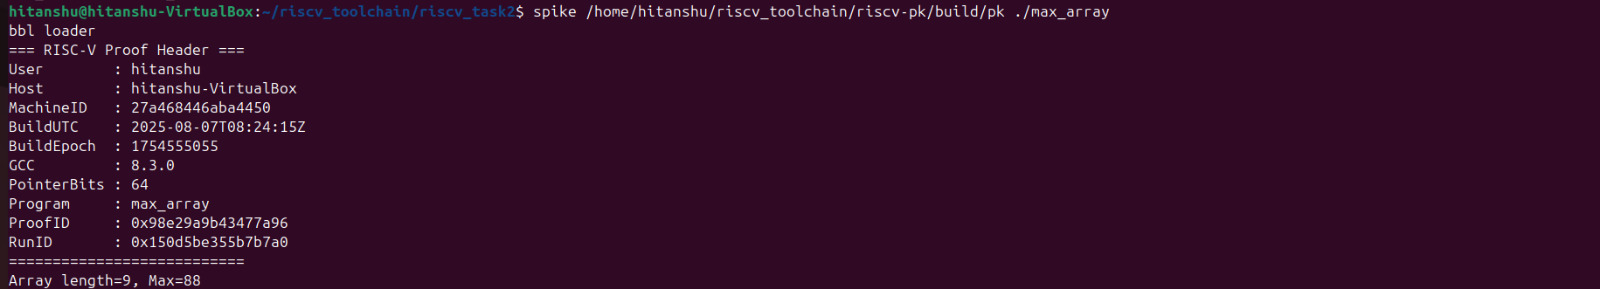 hitanshu@hitanshu-VirtualBox:~/riscv_toolchain/riscv_task2$ spike /home/hitanshu/riscv_toolchain/riscv-pk/build/pk ./max_array
bbl loader
=== RISC-V Proof Header ===
User        : hitanshu
Host        : hitanshu-VirtualBox
MachineID   : 27a468446aba4450
BuildUTC    : 2025-08-07T08:24:15Z
BuildEpoch  : 1754555055
GCC         : 8.3.0
PointerBits : 64
Program     : max_array
ProofID     : 0x98e29a9b43477a96
RunID       : 0x150d5be355b7b7a0
===========================
Array length=9, Max=88